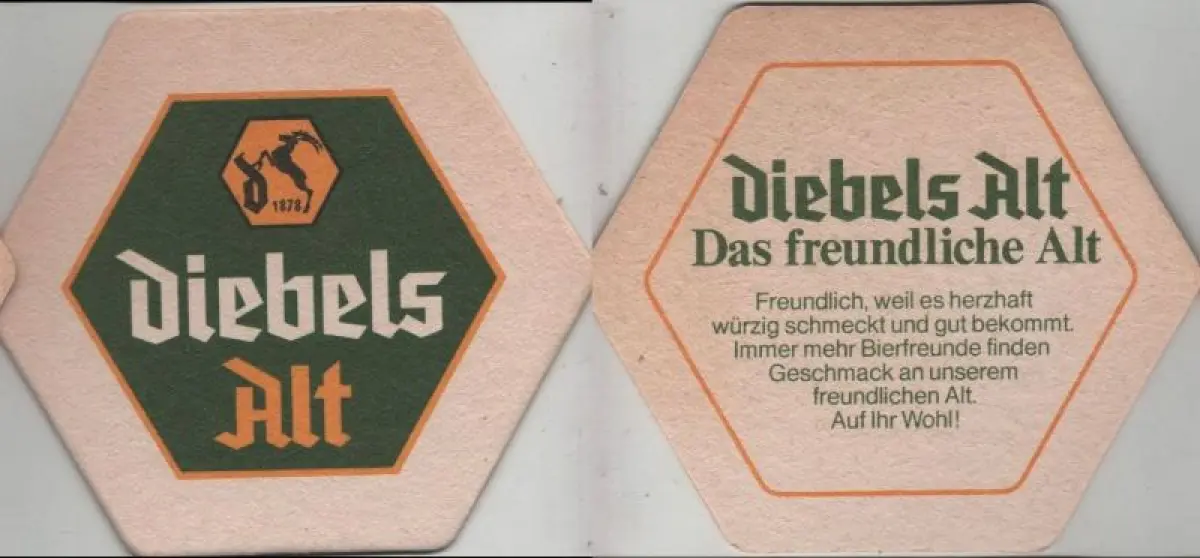 d 1878
diebels
Alt
diebels Alt
Das freundliche Alt
Freundlich, weil es herzhaft
würzig schmeckt und gut bekommt.
Immer mehr Bierfreunde finden
Geschmack an unserem
freundlichen Alt.
Auf Ihr Wohl!